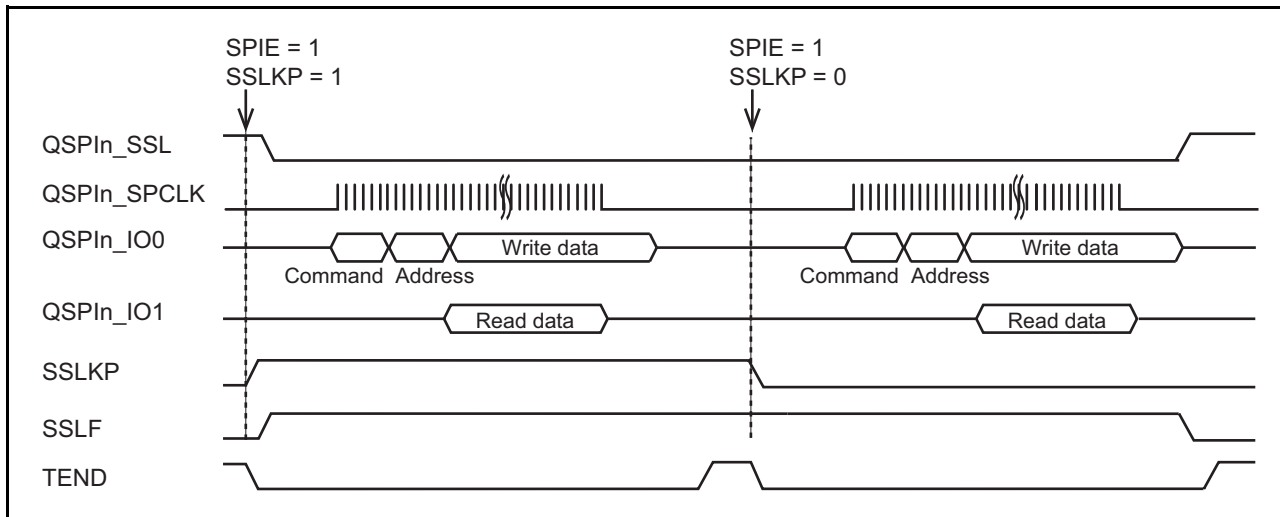 SPIE = 1
SSLKP = 1
SPIE = 1
SSLKP = 0
QSPIn_SSL
QSPIn_SPCLK
QSPIn_IO0
Write data
Write data
Command Address
Command Address
QSPIn_IO1
Read data
Read data
SSLKP
SSLF
TEND